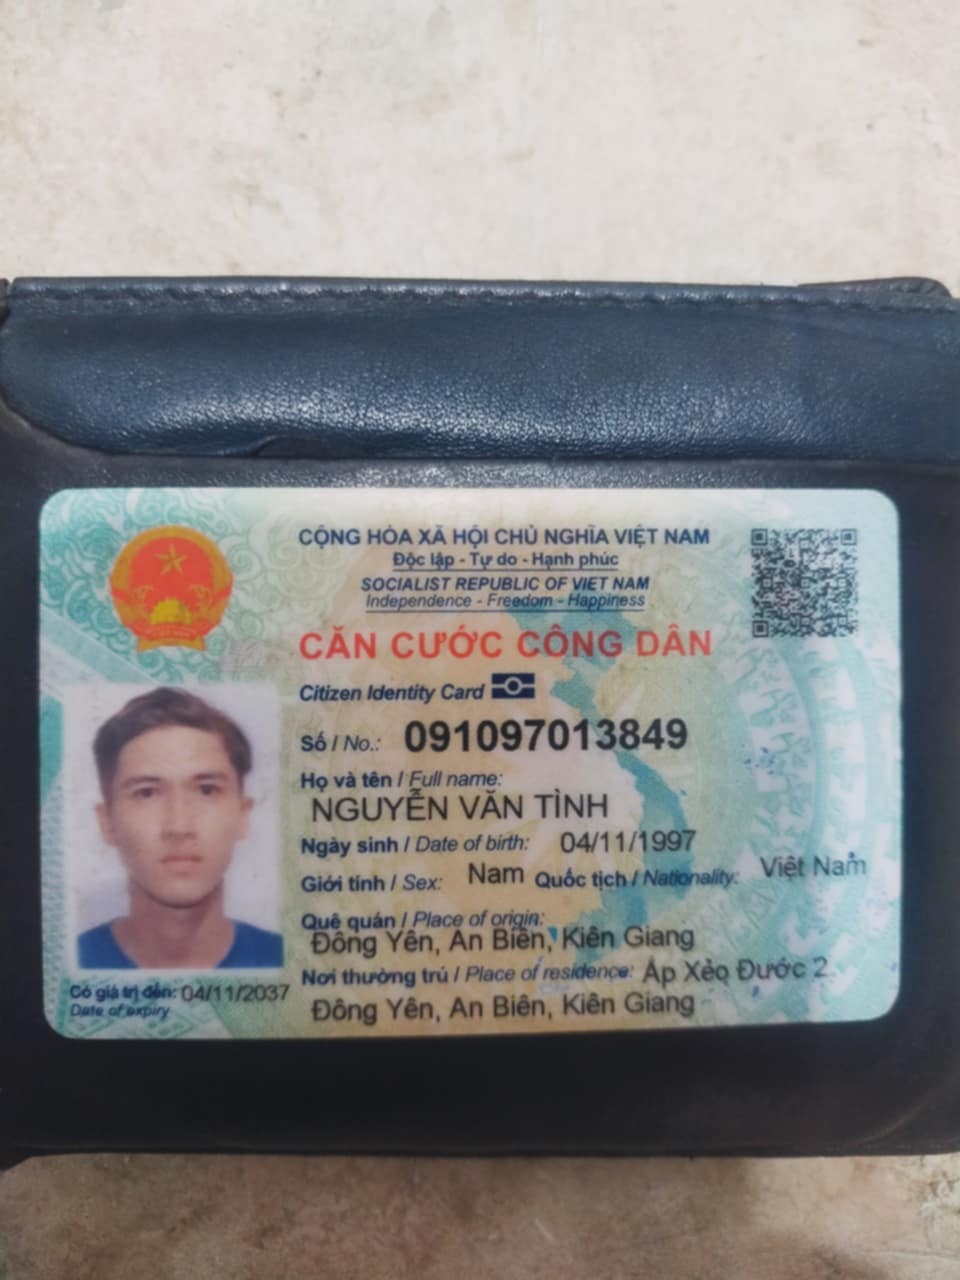 CỘNG HÒA XÃ HỘI CHỦ NGHĨA VIỆT NAM
Độc lập - Tự do - Hạnh phúc
SOCIALIST REPUBLIC OF VIET NAM
Independence - Freedom - Happiness
CĂN CƯỚC CÔNG DÂN
Citizen Identity Card
Số / No.: 091097013849
Họ và tên / Full name:
NGUYỄN VĂN TÌNH
Ngày sinh / Date of birth: 04/11/1997
Giới tính / Sex: Nam Quốc tịch / Nationality: Việt Nam
Quê quán / Place of origin:
Đông Yên, An Biên, Kiên Giang
Nơi thường trú / Place of residence: Ấp Xẻo Đước 2
Đông Yên, An Biên, Kiên Giang
Có giá trị đến: 04/11/2037
Date of expiry